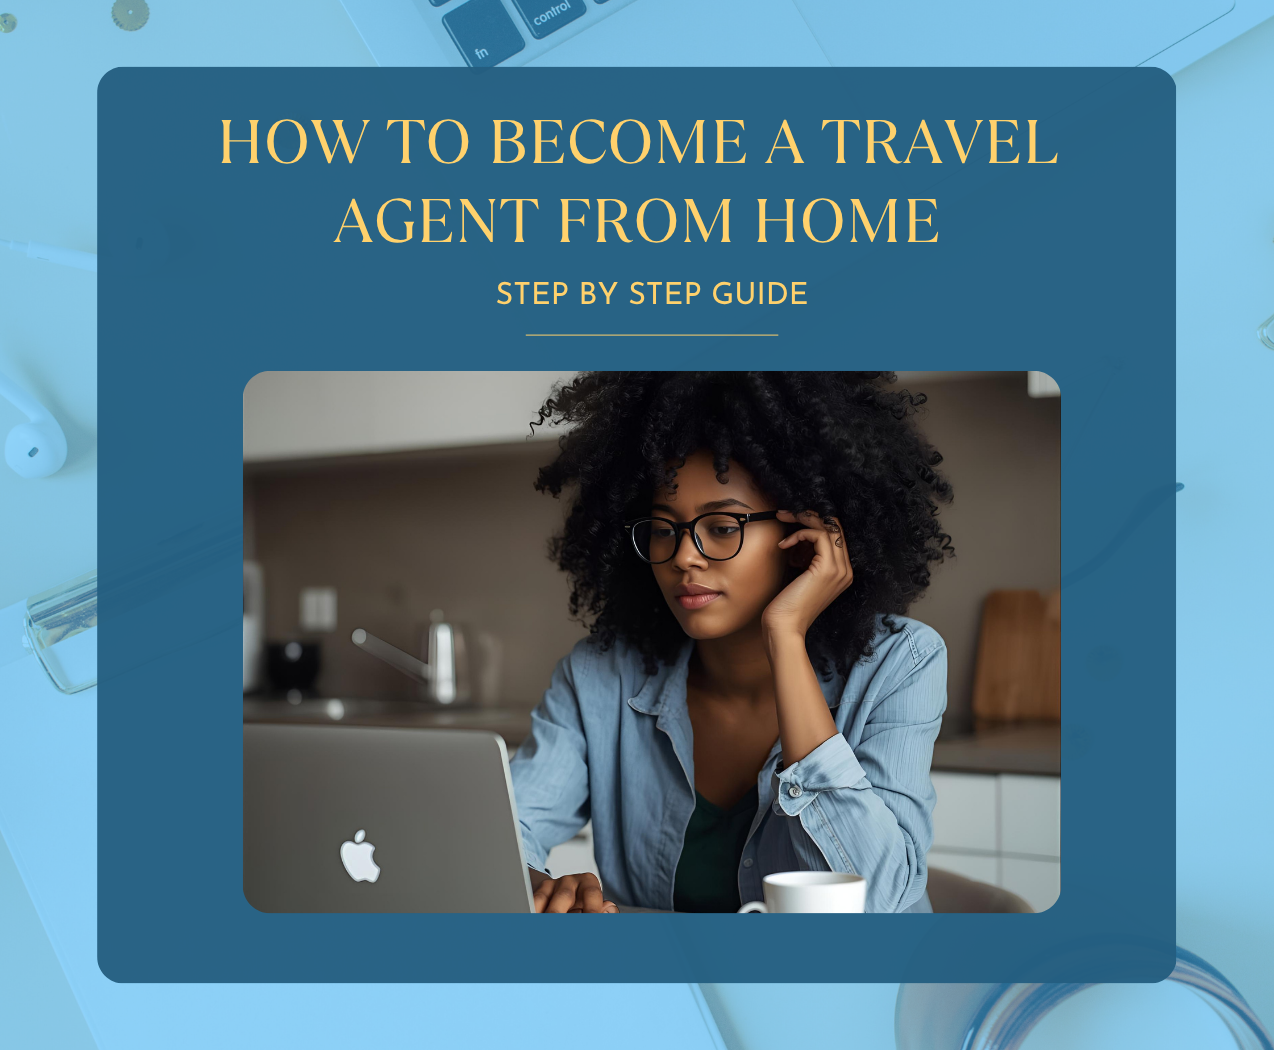 control
fn
HOW TO BECOME A TRAVEL
AGENT FROM HOME
STEP BY STEP GUIDE